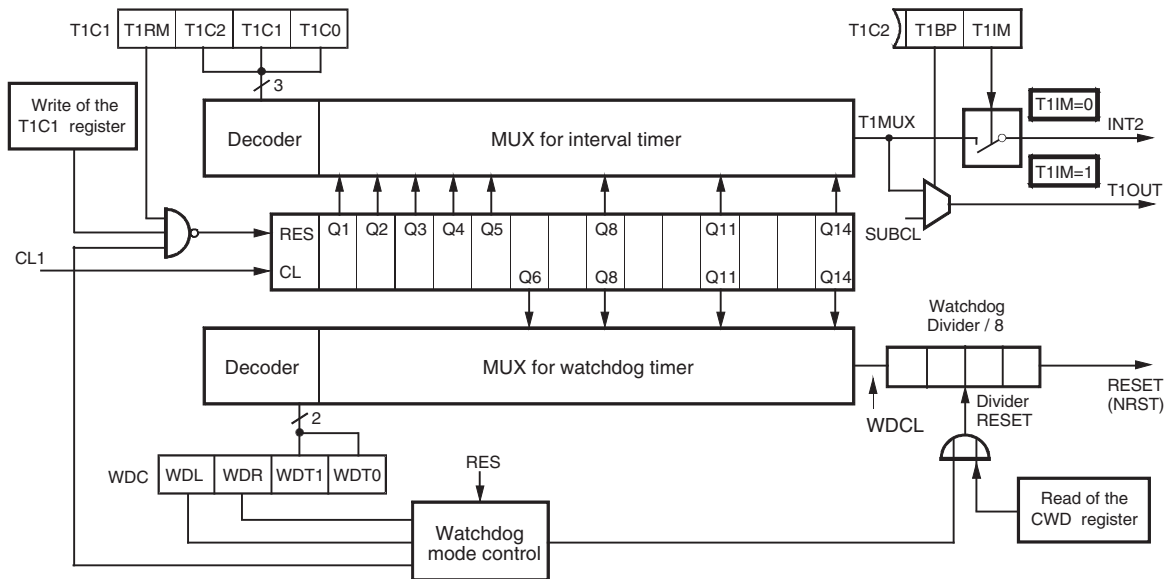 T1C1 T1RM T1C2 T1C1 T1C0
T1C2 T1BP T1IM
3
Write of the
T1C1 register
Decoder MUX for interval timer
T1MUX
T1IM=0
INT2
T1IM=1
T1OUT
SUBCL
RES Q1 Q2 Q3 Q4 Q5 Q8 Q11 Q14
CL1
CL Q6 Q8 Q11 Q14
Watchdog
Divider / 8
Decoder MUX for watchdog timer
RESET
(NRST)
Divider
RESET
WDCL
2
WDC WDL WDR WDT1 WDT0
RES
Read of the
CWD register
Watchdog
mode control